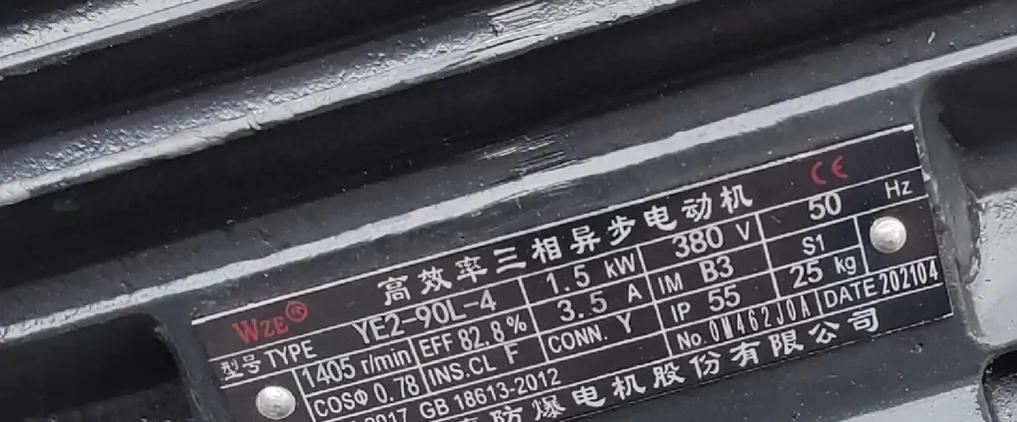 WZE® 高效率三相异步电动机 CE
型号 TYPE YE2-90L-4 1.5 kW 380 V 50 Hz
1405 r/min EFF 82.8% 3.5 A IM B3 S1
COSΦ 0.78 INS.CL F CONN. Y IP 55 25 kg
2017 GB 18613-2012 No. 0M462J0A DATE 202104
防爆电机股份有限公司